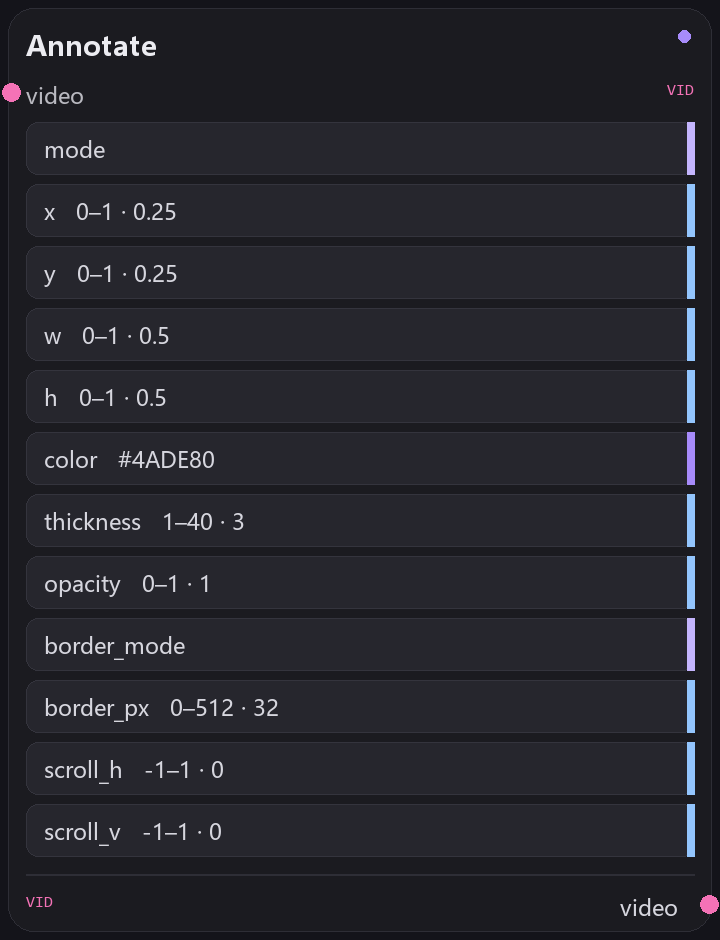 Annotate
video VID
mode
x 0–1 · 0.25
y 0–1 · 0.25
w 0–1 · 0.5
h 0–1 · 0.5
color #4ADE80
thickness 1–40 · 3
opacity 0–1 · 1
border_mode
border_px 0–512 · 32
scroll_h -1–1 · 0
scroll_v -1–1 · 0
VID video